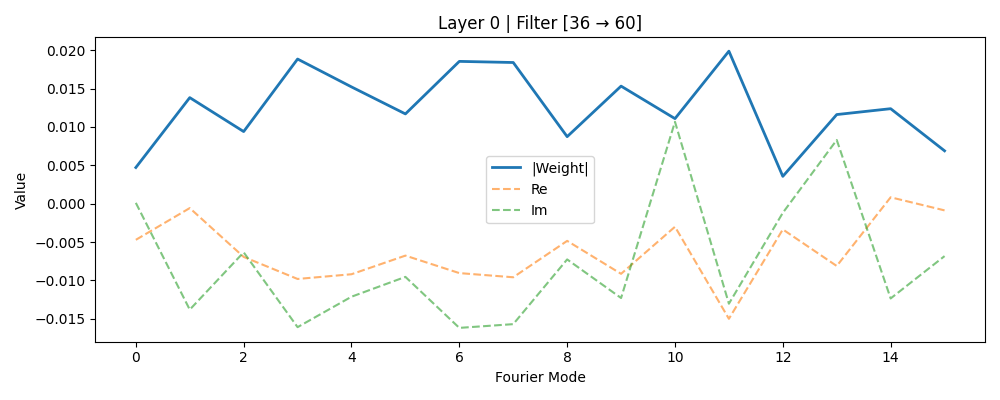 Layer 0 | Filter [36 → 60]
0.020
0.015
0.010
0.005
0.000
−0.005
−0.010
−0.015
Value
|Weight|
Re
Im
0 2 4 6 8 10 12 14
Fourier Mode